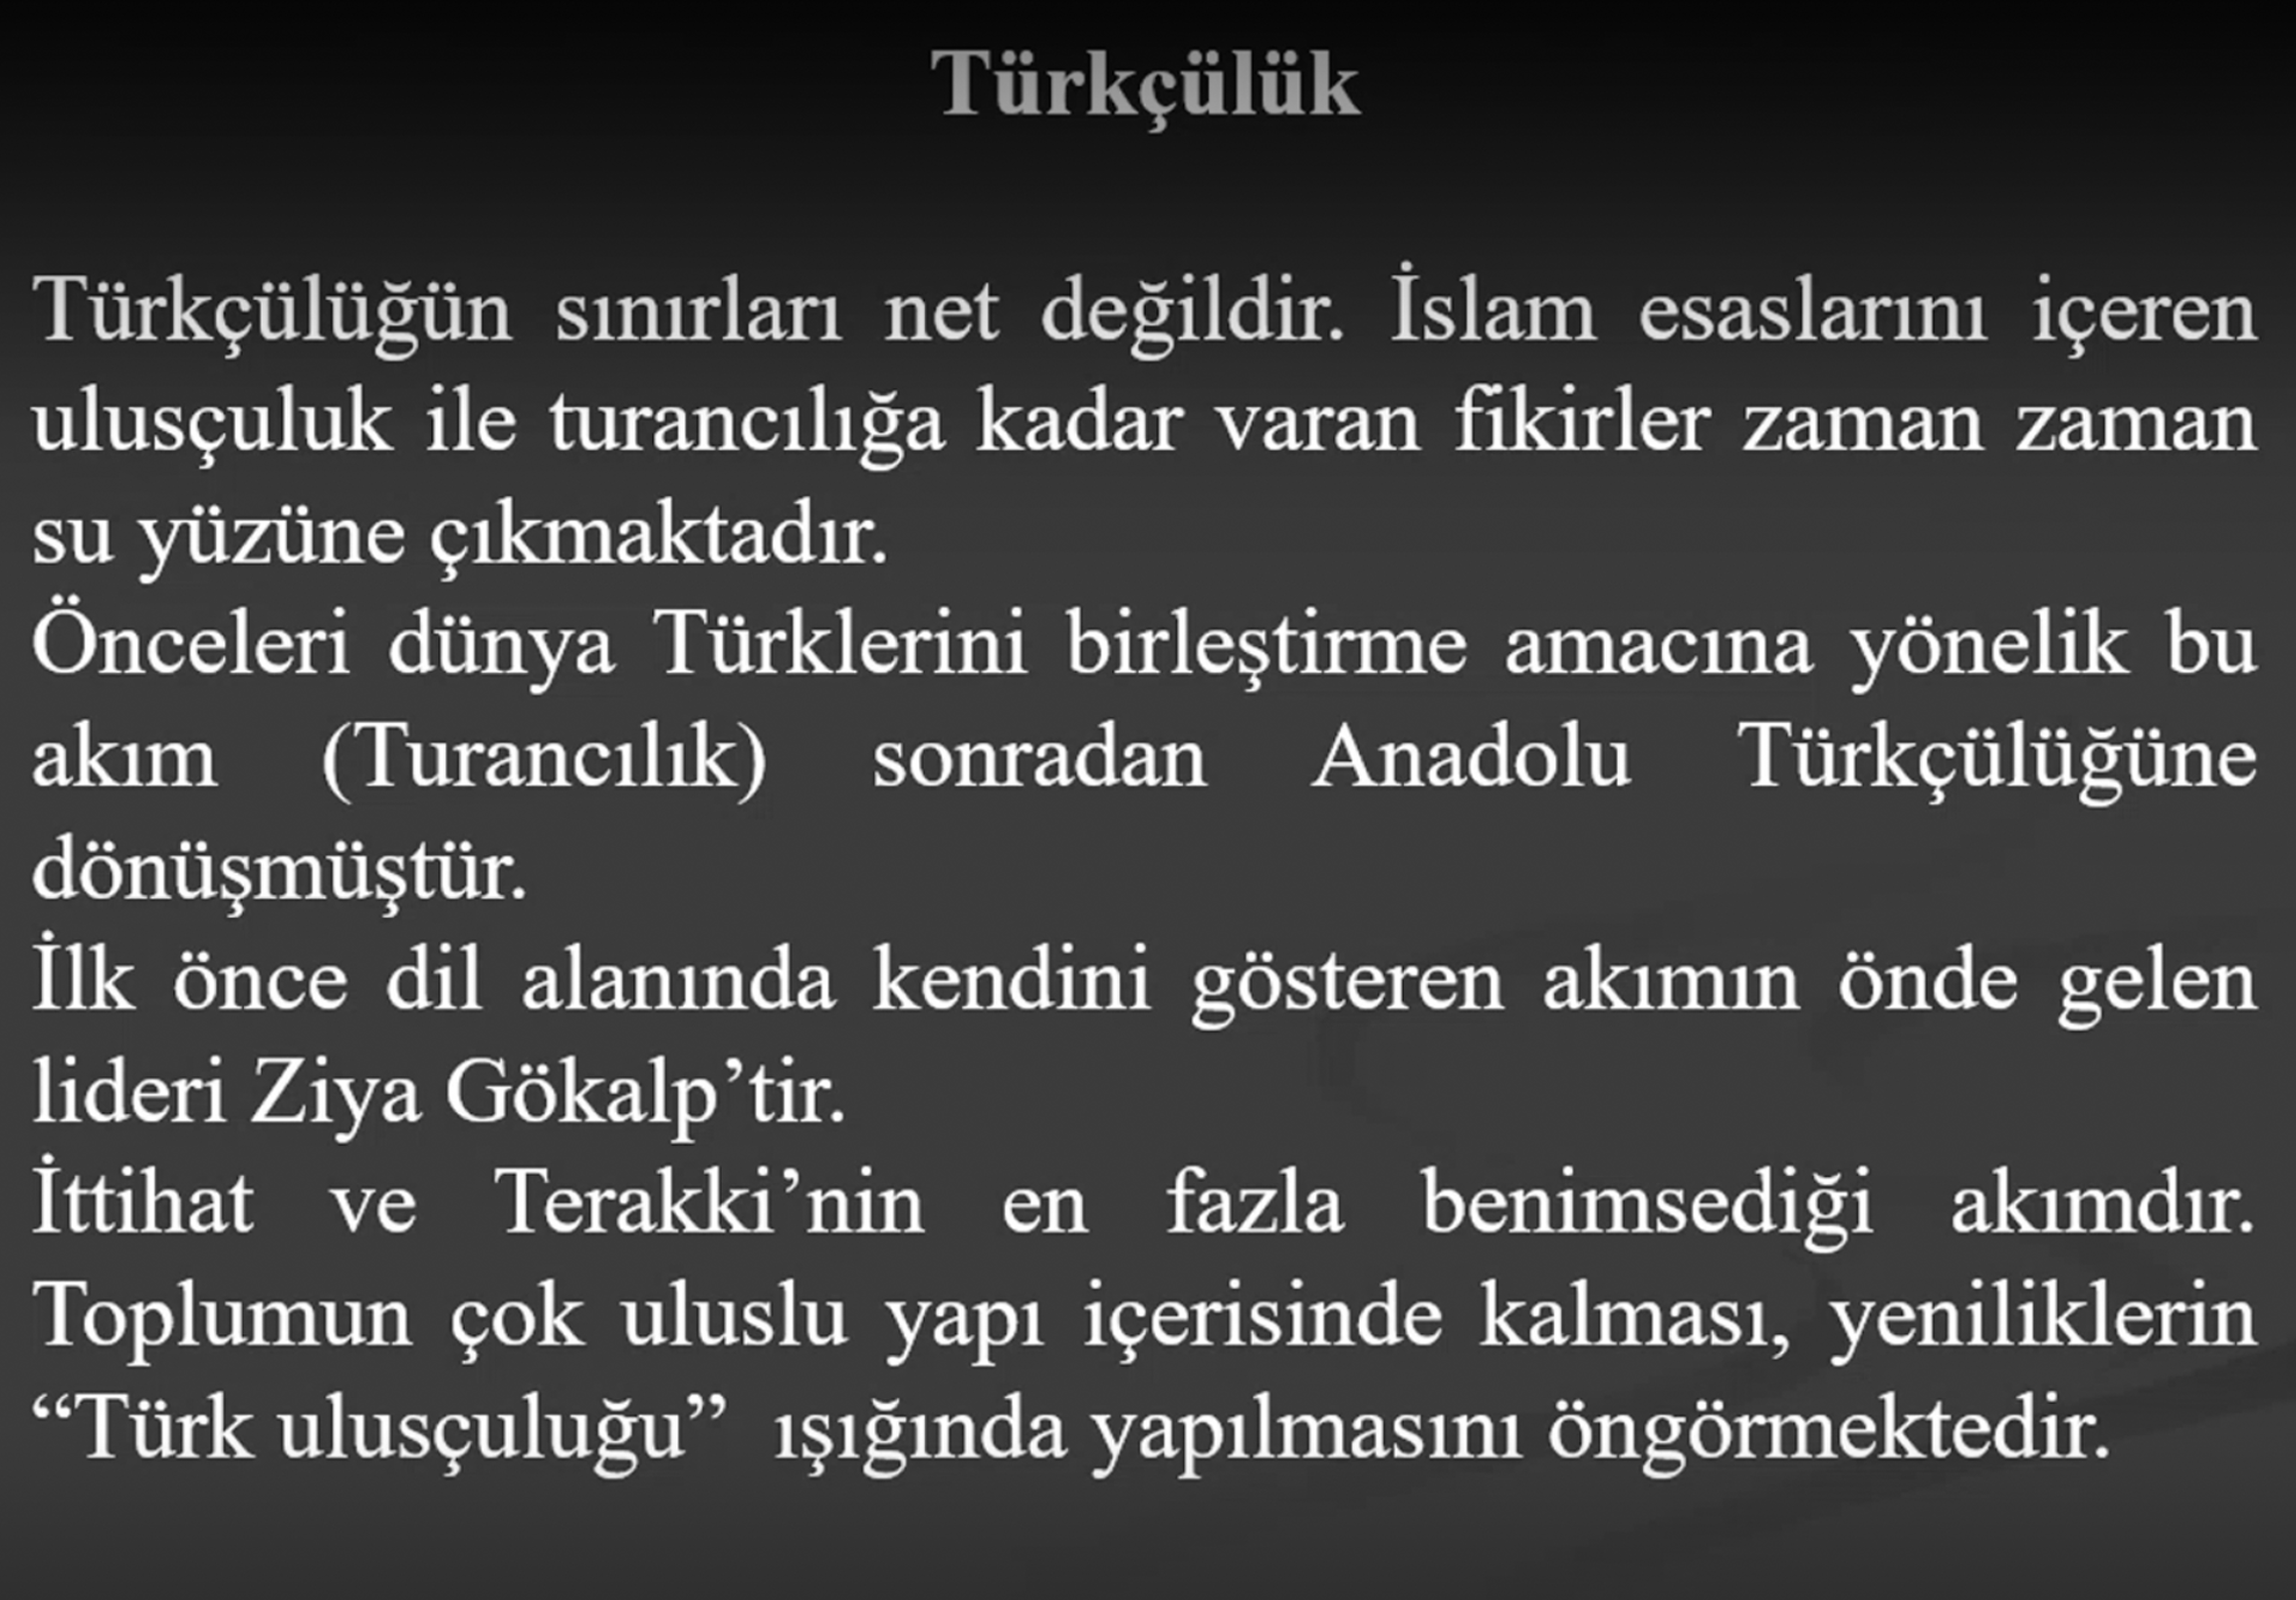 Türkçülük
Türkçülüğün sınırları net değildir. İslam esaslarını içeren
ulusçuluk ile turancılığa kadar varan fikirler zaman zaman
su yüzüne çıkmaktadır.
Önceleri dünya Türklerini birleştirme amacına yönelik bu
akım (Turancılık) sonradan Anadolu Türkçülüğüne
dönüşmüştür.
İlk önce dil alanında kendini gösteren akımın önde gelen
lideri Ziya Gökalp’tir.
İttihat ve Terakki’nin en fazla benimsediği akımdır.
Toplumun çok uluslu yapı içerisinde kalması, yeniliklerin
“Türk ulusçuluğu” ışığında yapılmasını öngörmektedir.